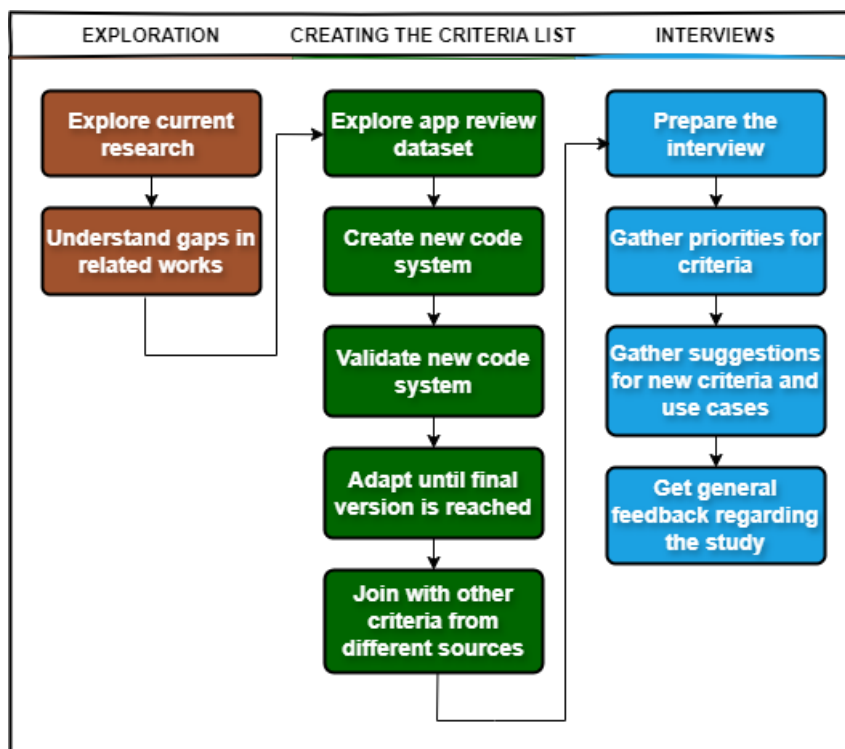 EXPLORATION
CREATING THE CRITERIA LIST
INTERVIEWS
Explore current
research
Understand gaps in
related works
Explore app review
dataset
Create new code
system
Validate new code
system
Adapt until final
version is reached
Join with other
criteria from
different sources
Prepare the
interview
Gather priorities for
criteria
Gather suggestions
for new criteria and
use cases
Get general
feedback regarding
the study